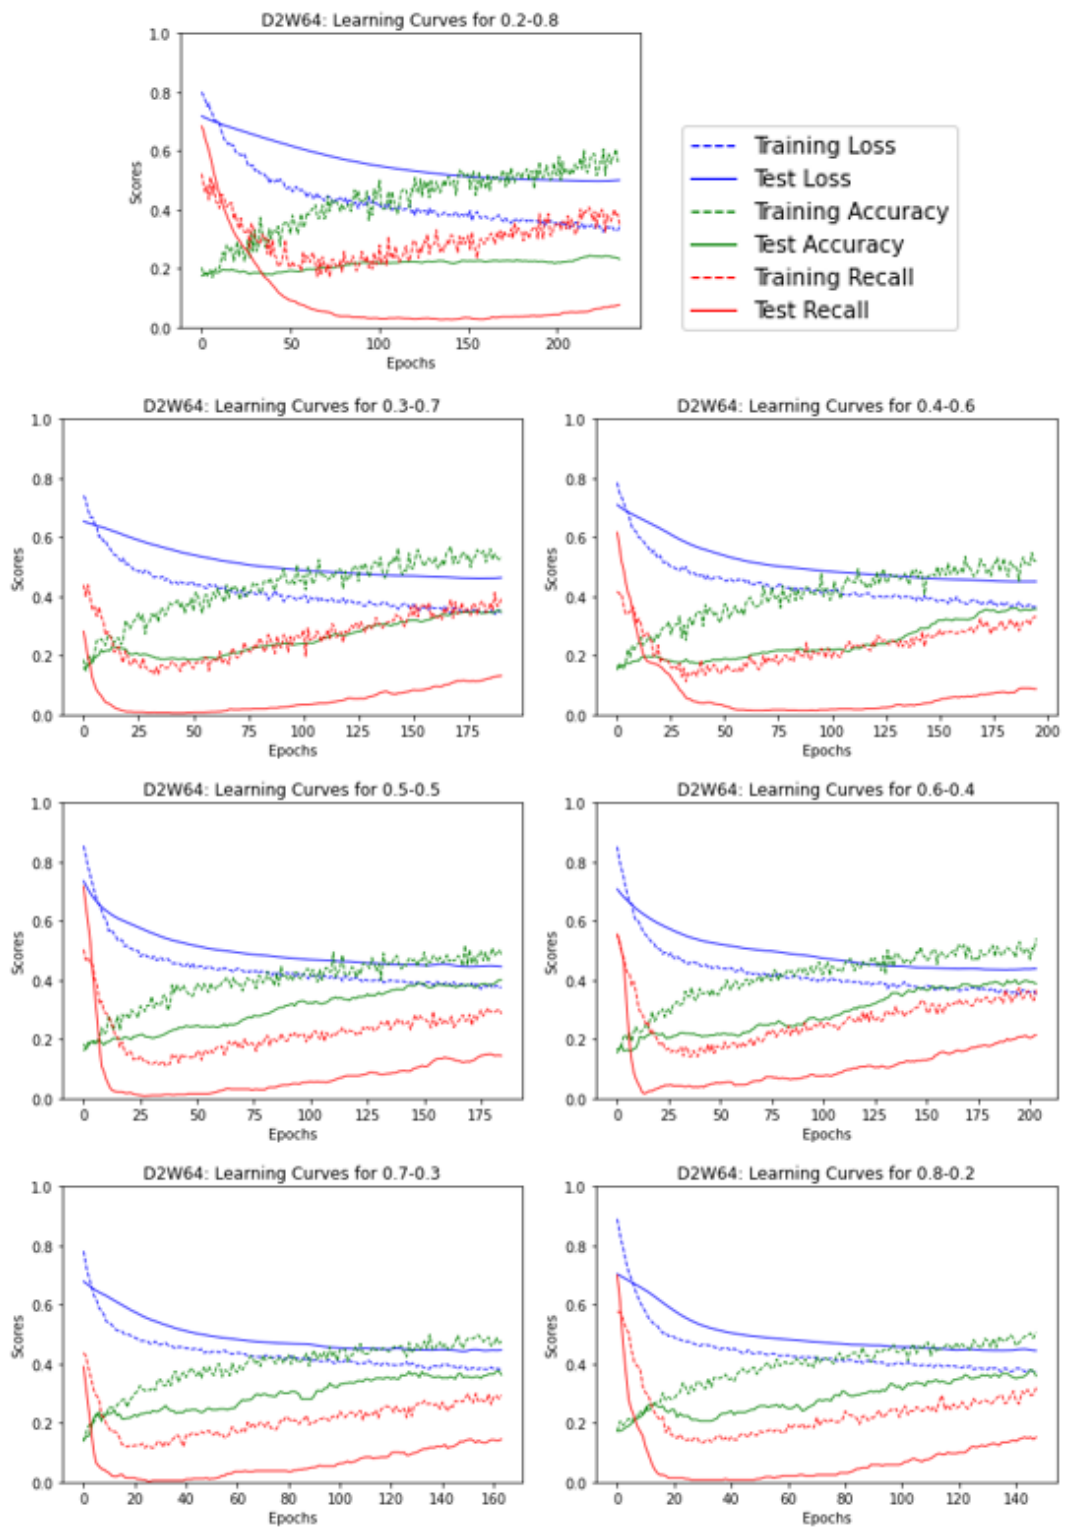 D2W64: Learning Curves for 0.2-0.8
1.0
0.8
0.6
0.4
0.2
0.0
Scores
0 50 100 150 200
Epochs
Training Loss
Test Loss
Training Accuracy
Test Accuracy
Training Recall
Test Recall
D2W64: Learning Curves for 0.3-0.7
1.0
0.8
0.6
0.4
0.2
0.0
Scores
0 25 50 75 100 125 150 175
Epochs
D2W64: Learning Curves for 0.4-0.6
1.0
0.8
0.6
0.4
0.2
0.0
Scores
0 25 50 75 100 125 150 175 200
Epochs
D2W64: Learning Curves for 0.5-0.5
1.0
0.8
0.6
0.4
0.2
0.0
Scores
0 25 50 75 100 125 150 175
Epochs
D2W64: Learning Curves for 0.6-0.4
1.0
0.8
0.6
0.4
0.2
0.0
Scores
0 25 50 75 100 125 150 175 200
Epochs
D2W64: Learning Curves for 0.7-0.3
1.0
0.8
0.6
0.4
0.2
0.0
Scores
0 20 40 60 80 100 120 140 160
Epochs
D2W64: Learning Curves for 0.8-0.2
1.0
0.8
0.6
0.4
0.2
0.0
Scores
0 20 40 60 80 100 120 140
Epochs